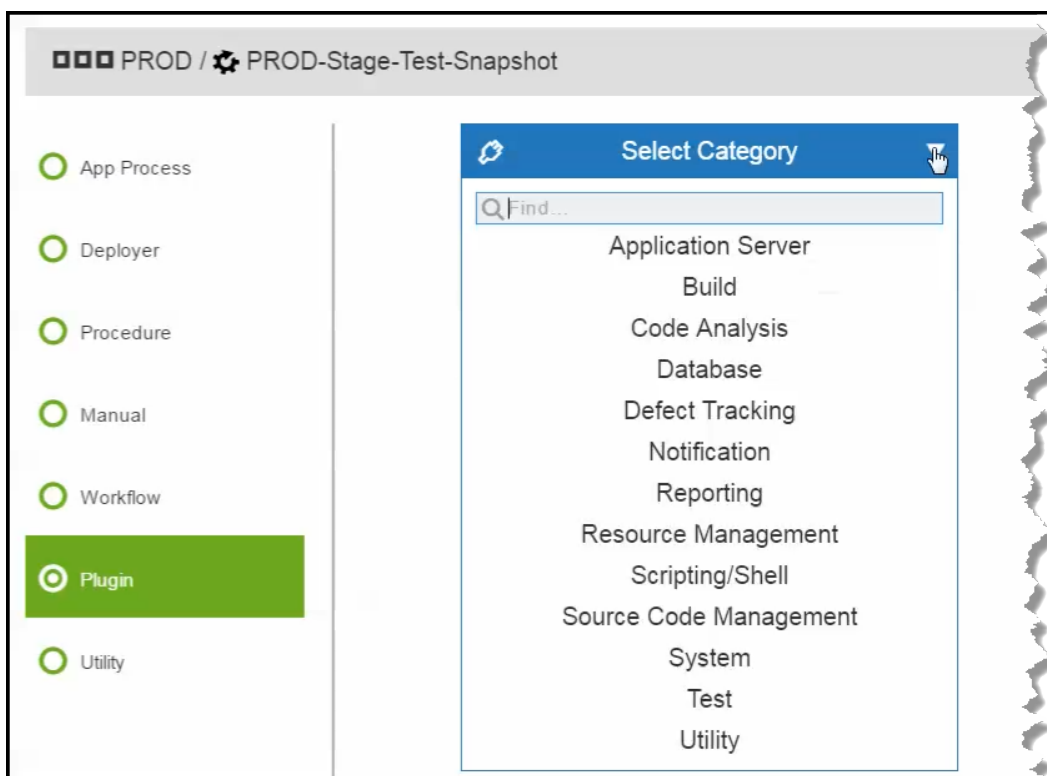 PROD / PROD-Stage-Test-Snapshot
App Process
Deployer
Procedure
Manual
Workflow
Plugin
Utility
Select Category
Find...
Application Server
Build
Code Analysis
Database
Defect Tracking
Notification
Reporting
Resource Management
Scripting/Shell
Source Code Management
System
Test
Utility